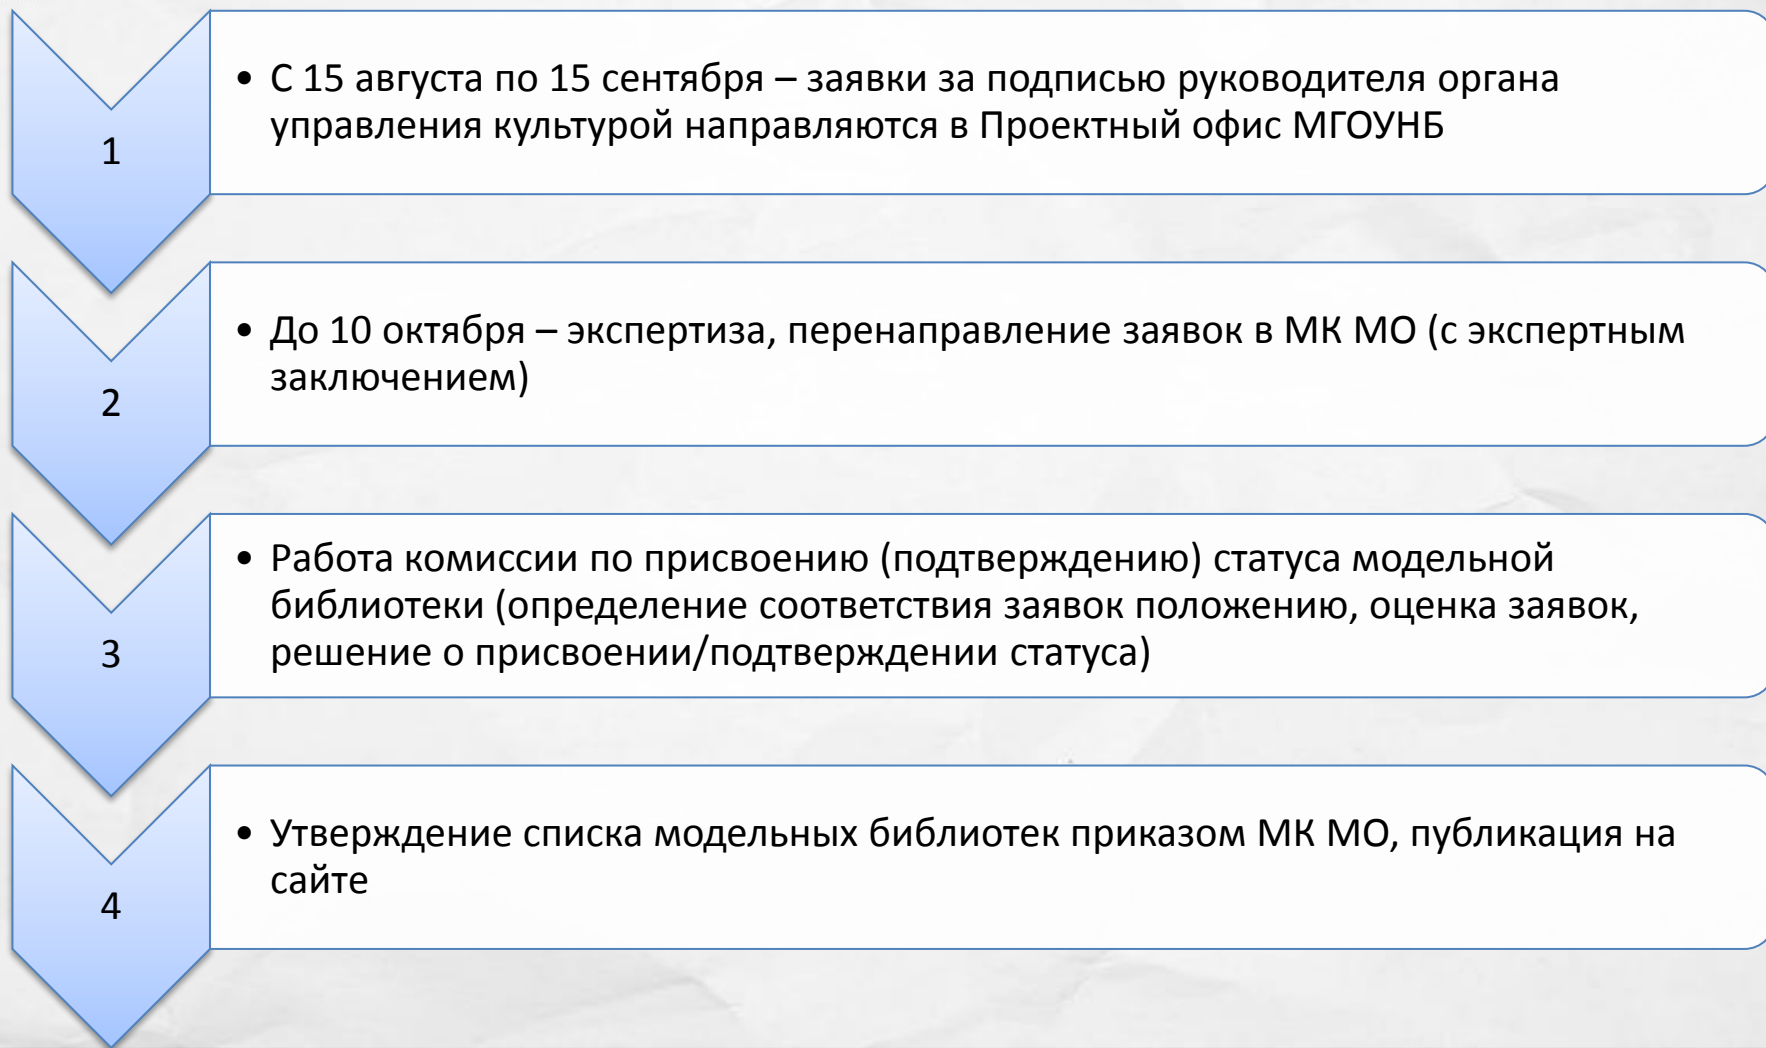 1
• С 15 августа по 15 сентября – заявки за подписью руководителя органа
управления культурой направляются в Проектный офис МГОУНБ
2
• До 10 октября – экспертиза, перенаправление заявок в МК МО (с экспертным
заключением)
3
• Работа комиссии по присвоению (подтверждению) статуса модельной
библиотеки (определение соответствия заявок положению, оценка заявок,
решение о присвоении/подтверждении статуса)
4
• Утверждение списка модельных библиотек приказом МК МО, публикация на
сайте